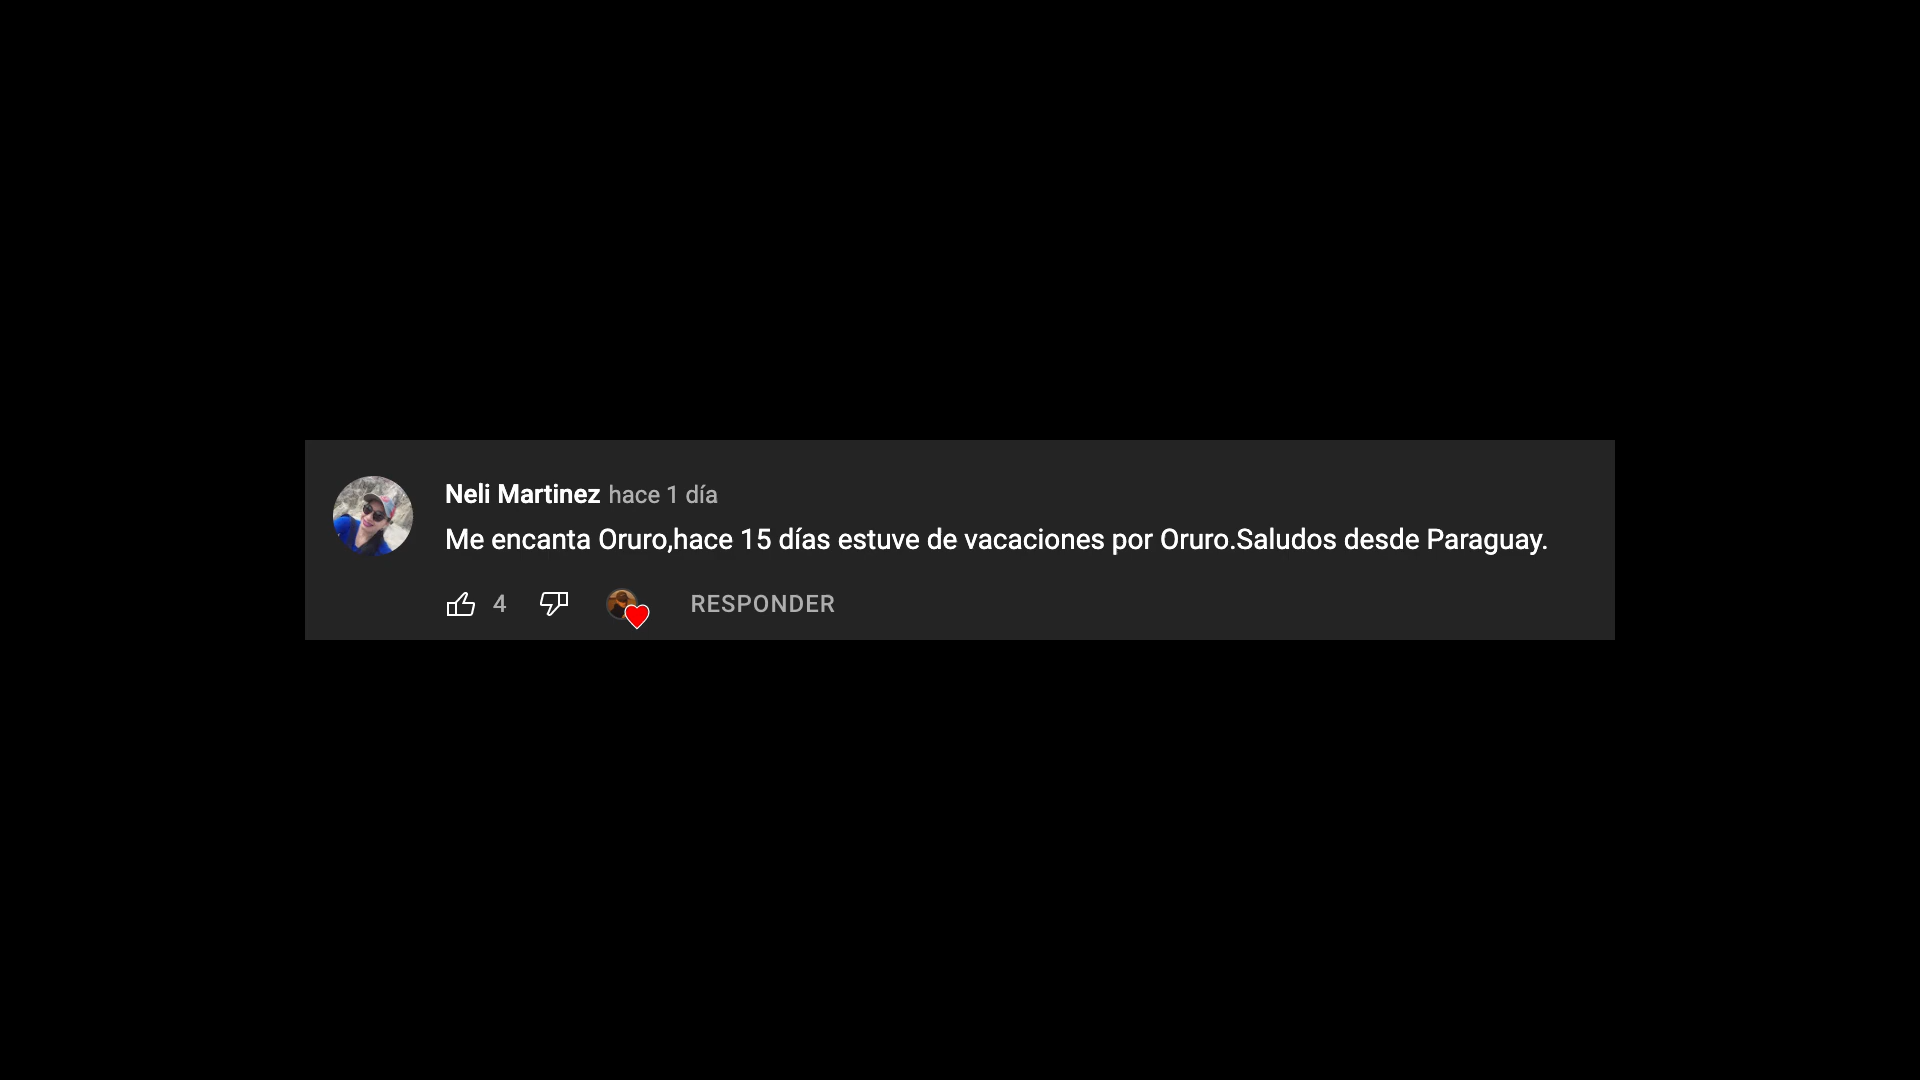 Neli Martinez hace 1 día
Me encanta Oruro,hace 15 días estuve de vacaciones por Oruro.Saludos desde Paraguay.
4 RESPONDER